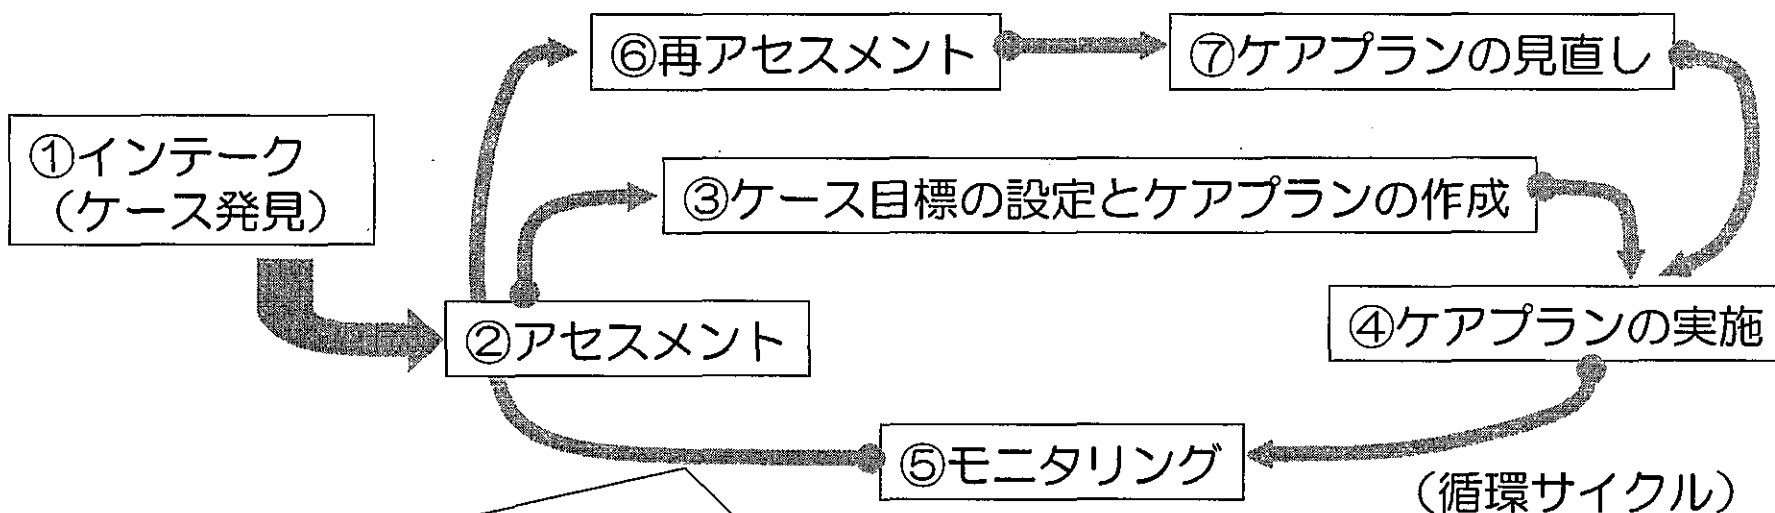 ⑥再アセスメント
⑦ケアプランの見直し
①インテーク
（ケース発見）
③ケース目標の設定とケアプランの作成
②アセスメント
④ケアプランの実施
⑤モニタリング
（循環サイクル）